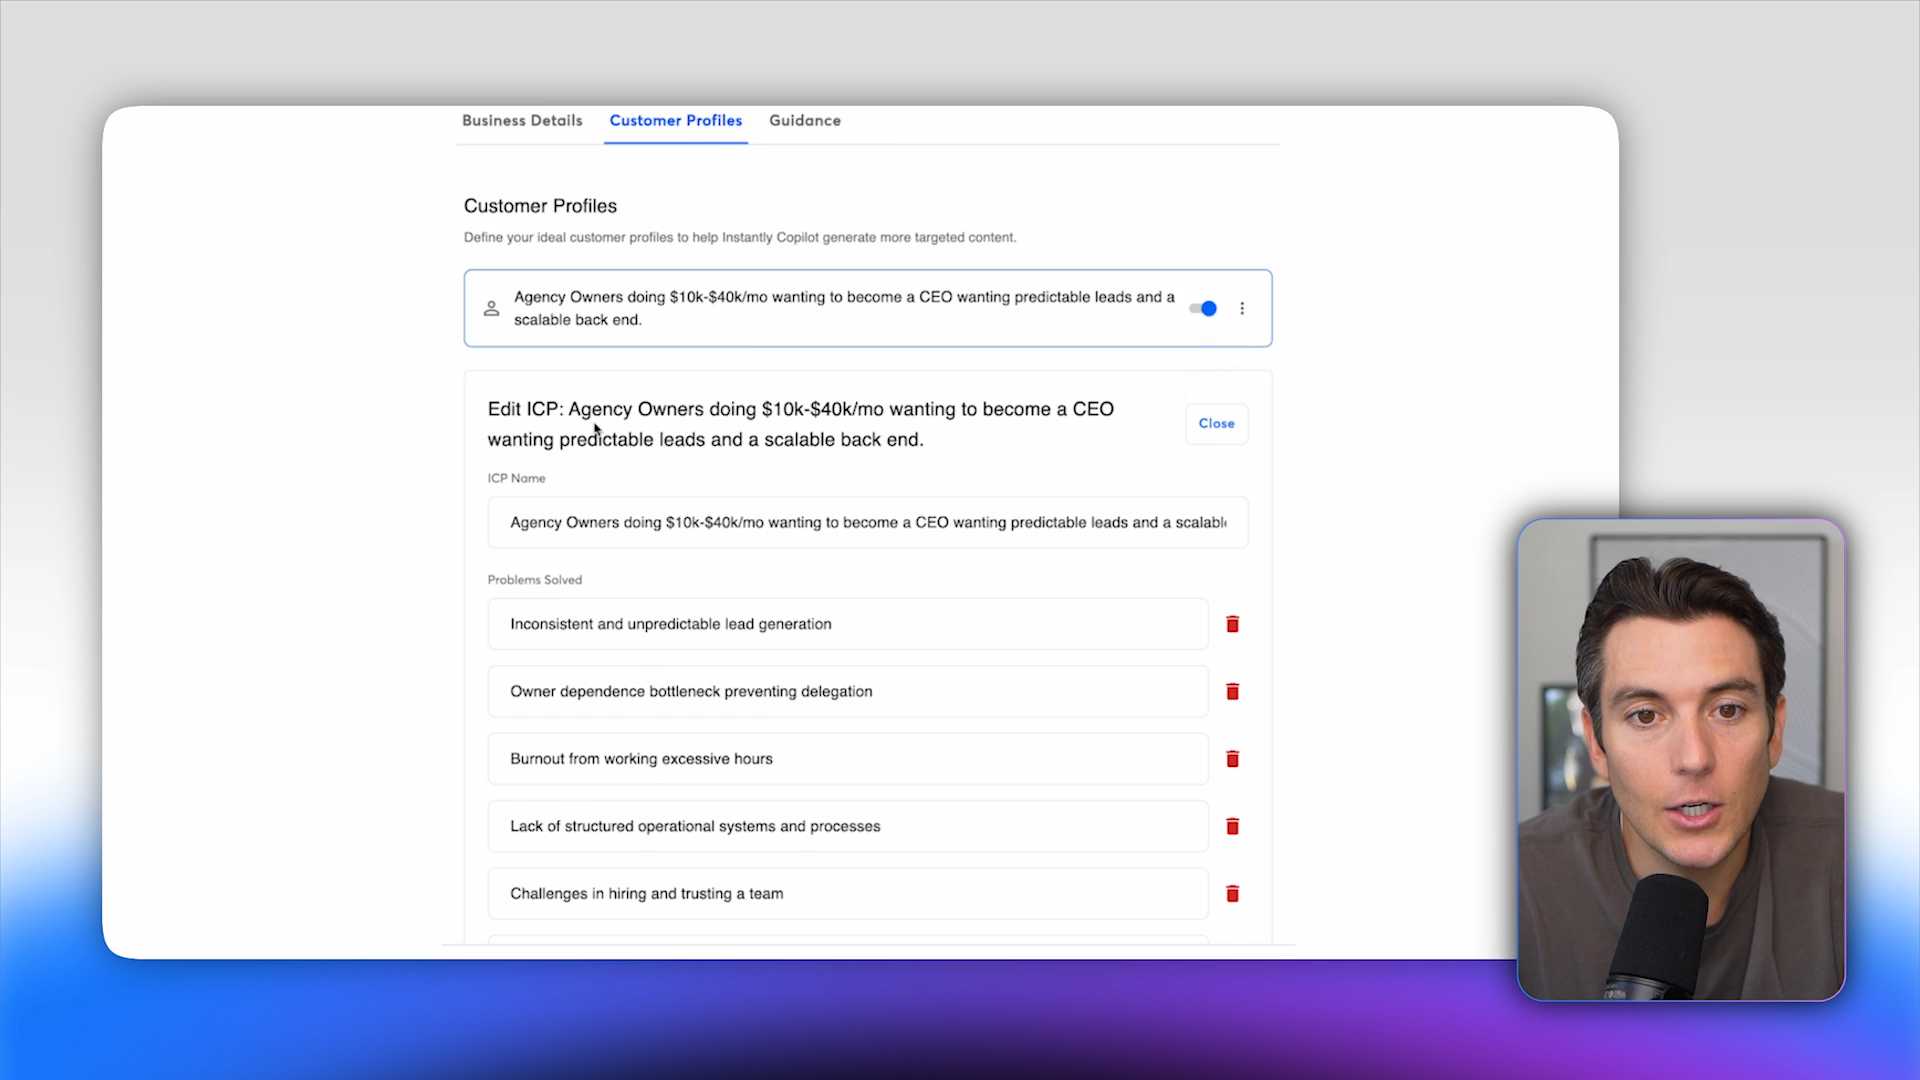 Business Details
Customer Profiles
Guidance
Customer Profiles
Define your ideal customer profiles to help Instantly Copilot generate more targeted content.
Agency Owners doing $10k-$40k/mo wanting to become a CEO wanting predictable leads and a
scalable back end.
Edit ICP: Agency Owners doing $10k-$40k/mo wanting to become a CEO
wanting predictable leads and a scalable back end.
Close
ICP Name
Agency Owners doing $10k-$40k/mo wanting to become a CEO wanting predictable leads and a scalabl
Problems Solved
Inconsistent and unpredictable lead generation
Owner dependence bottleneck preventing delegation
Burnout from working excessive hours
Lack of structured operational systems and processes
Challenges in hiring and trusting a team